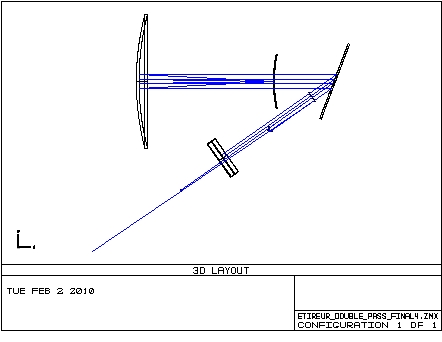 3D LAYOUT
TUE FEB 2 2010
ETIREUR_DOUBLE_PASS_FINAL4.ZMX
CONFIGURATION 1 OF 1